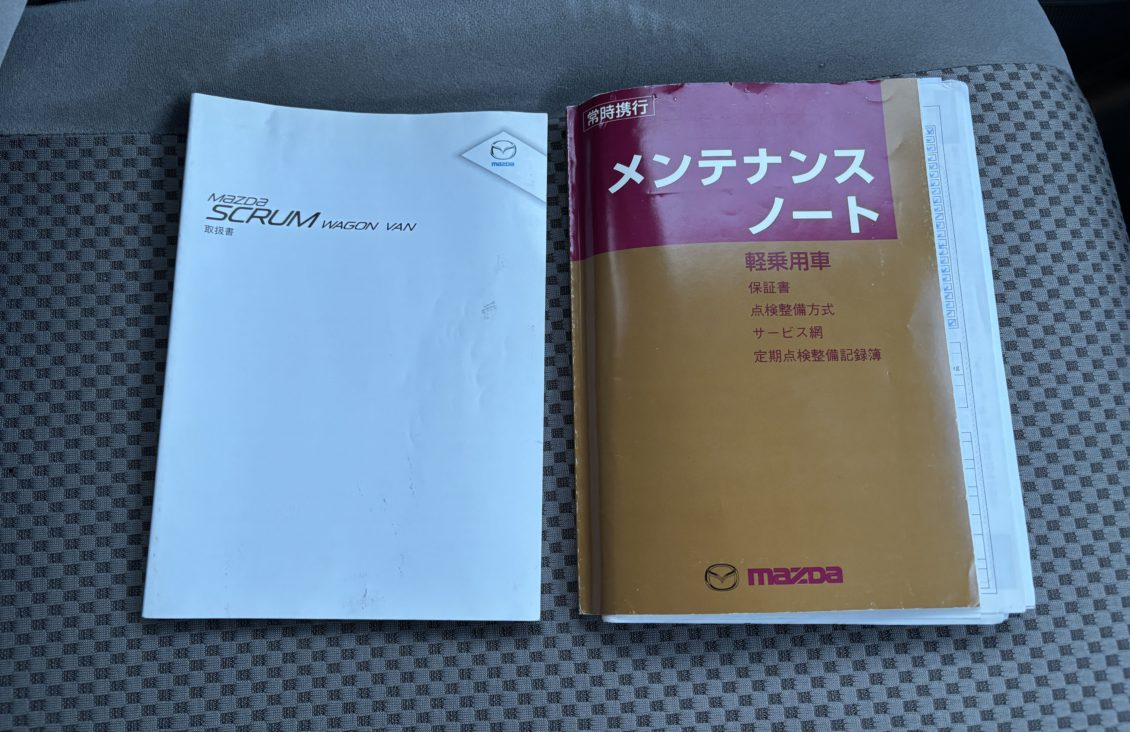 mazda
MAZDA
SCRUM WAGON VAN
取扱書
常時携行
メンテナンス
ノート
軽乗用車
保証書
点検整備方式
サービス網
定期点検整備記録簿
mazda